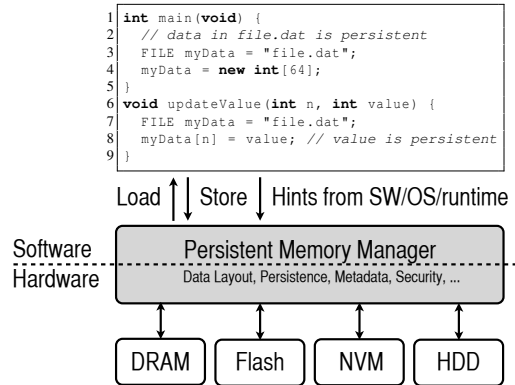 1 int main(void) {
2 // data in file.dat is persistent
3 FILE myData = "file.dat";
4 myData = new int[64];
5 }
6 void updateValue(int n, int value) {
7 FILE myData = "file.dat";
8 myData[n] = value; // value is persistent
9 }
Load Store Hints from SW/OS/runtime
Software Persistent Memory Manager
Hardware Data Layout, Persistence, Metadata, Security, ...
DRAM Flash NVM HDD